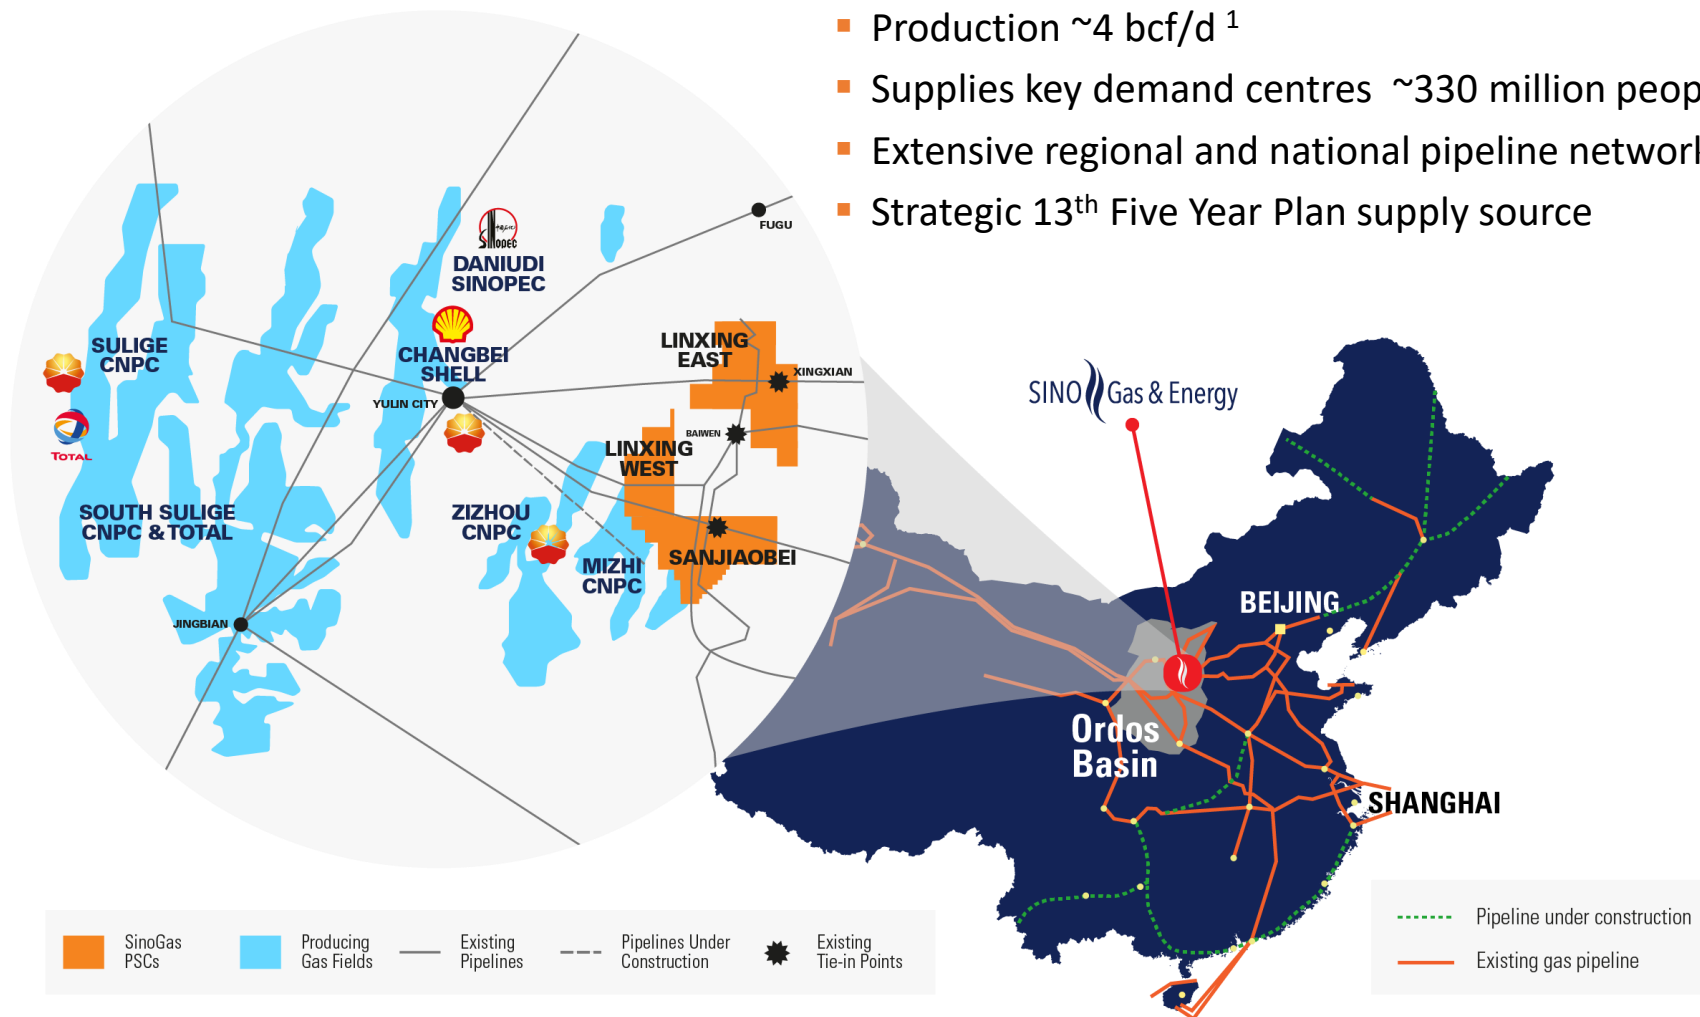 Production ~4 bcf/d 1
Supplies key demand centres ~330 million peop
Extensive regional and national pipeline network
Strategic 13th Five Year Plan supply source
FUGU
SINOPEC
DANIUDI
SINOPEC
SULIGE
CNPC
CHANGBEI
SHELL
YULIN CITY
TOTAL
LINXING
EAST
XINGXIAN
BAIWEN
LINXING
WEST
SOUTH SULIGE
CNPC & TOTAL
ZIZHOU
CNPC
MIZHI
CNPC
SANJIAOBEI
JINGBIAN
SINO Gas & Energy
BEIJING
Ordos
Basin
SHANGHAI
SinoGas
PSCs
Producing
Gas Fields
Existing
Pipelines
Pipelines Under
Construction
Existing
Tie-in Points
Pipeline under construction
Existing gas pipeline